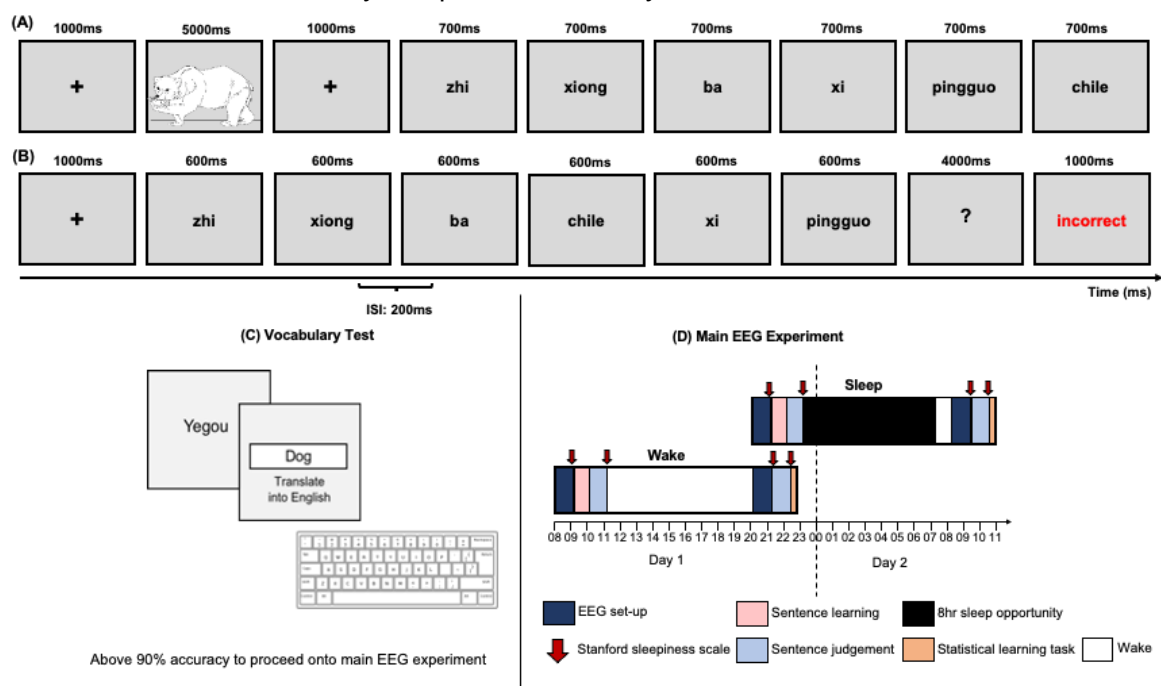 (A)
1000ms 5000ms 1000ms 700ms 700ms 700ms 700ms 700ms 700ms
+ + zhi xiong ba xi pingguo chile
(B)
1000ms 600ms 600ms 600ms 600ms 600ms 600ms 4000ms 1000ms
+ zhi xiong ba chile xi pingguo ? incorrect
Time (ms)
ISI: 200ms
(C) Vocabulary Test
Yegou
Dog
Translate
into English
Above 90% accuracy to proceed onto main EEG experiment
(D) Main EEG Experiment
Sleep
Wake
08 09 10 11 12 13 14 15 16 17 18 19 20 21 22 23 00 01 02 03 04 05 06 07 08 09 10 11
Day 1 Day 2
EEG set-up Sentence learning 8hr sleep opportunity
Stanford sleepiness scale Sentence judgement Statistical learning task Wake